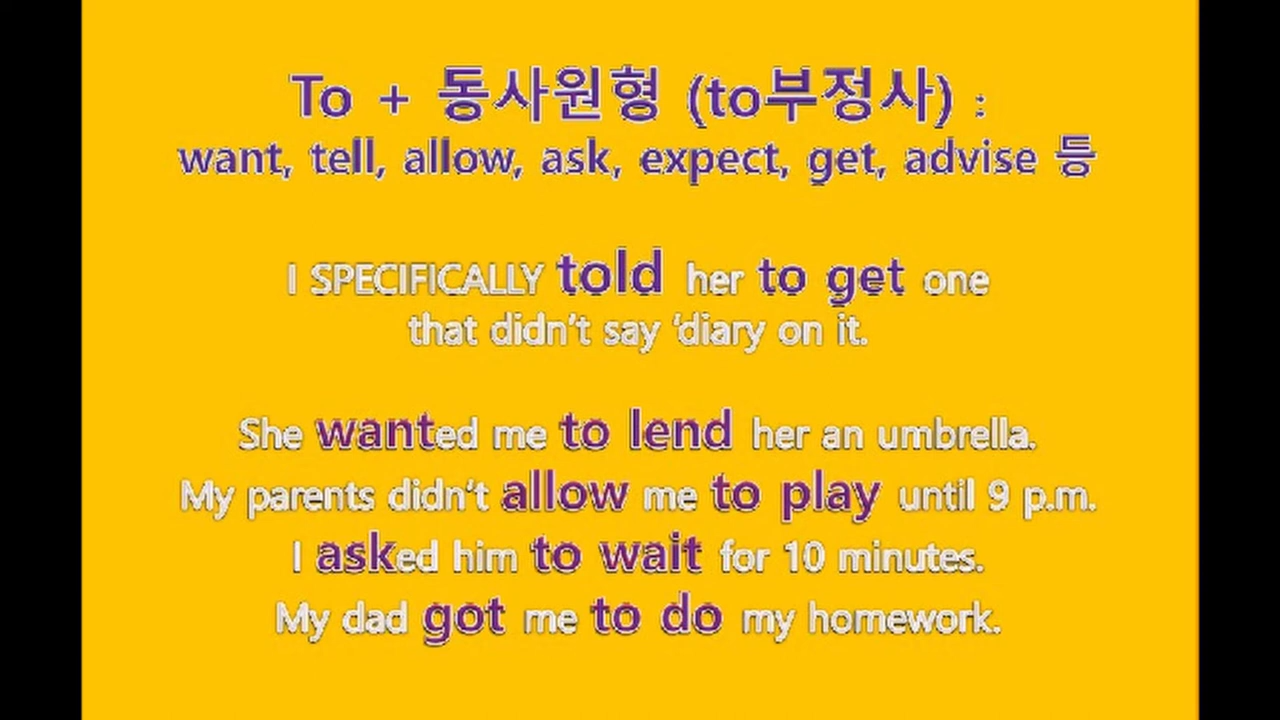 To + 동사원형 (to부정사) :
want, tell, allow, ask, expect, get, advise 등
I SPECIFICALLY told her to get one
that didn't say 'diary on it.
She wanted me to lend her an umbrella.
My parents didn't allow me to play until 9 p.m.
I asked him to wait for 10 minutes.
My dad got me to do my homework.